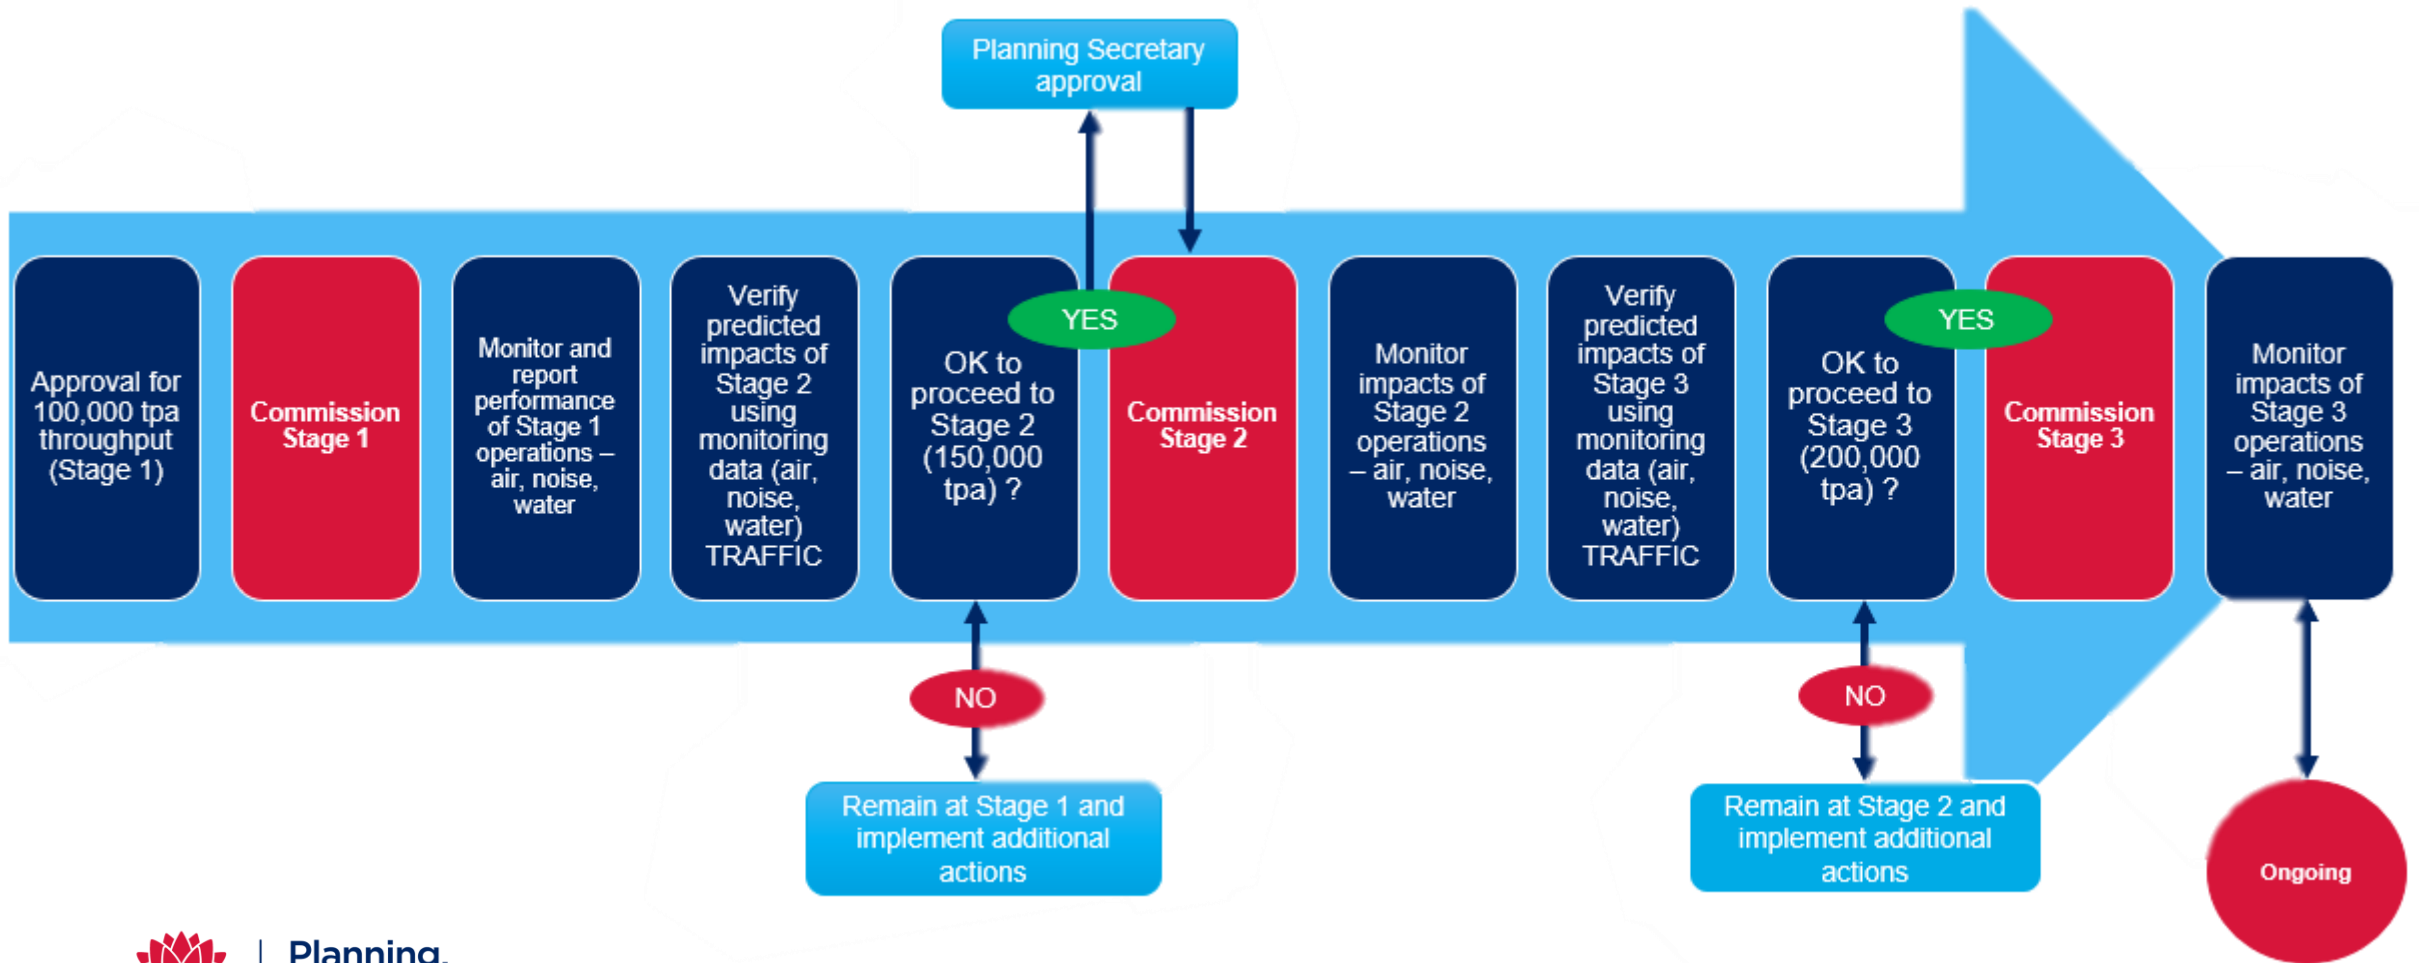 Planning Secretary
approval
Approval for
100,000 tpa
throughput
(Stage 1)
Commission
Stage 1
Monitor and
report
performance
of Stage 1
operations –
air, noise,
water
Verify
predicted
impacts of
Stage 2
using
monitoring
data (air,
noise,
water)
TRAFFIC
OK to
proceed to
Stage 2
(150,000
tpa) ?
YES
Commission
Stage 2
Monitor
impacts of
Stage 2
operations
– air, noise,
water
Verify
predicted
impacts of
Stage 3
using
monitoring
data (air,
noise,
water)
TRAFFIC
OK to
proceed to
Stage 3
(200,000
tpa) ?
YES
Commission
Stage 3
Monitor
impacts of
Stage 3
operations
– air, noise,
water
NO
NO
Remain at Stage 1 and
implement additional
actions
Remain at Stage 2 and
implement additional
actions
Ongoing
Planning,